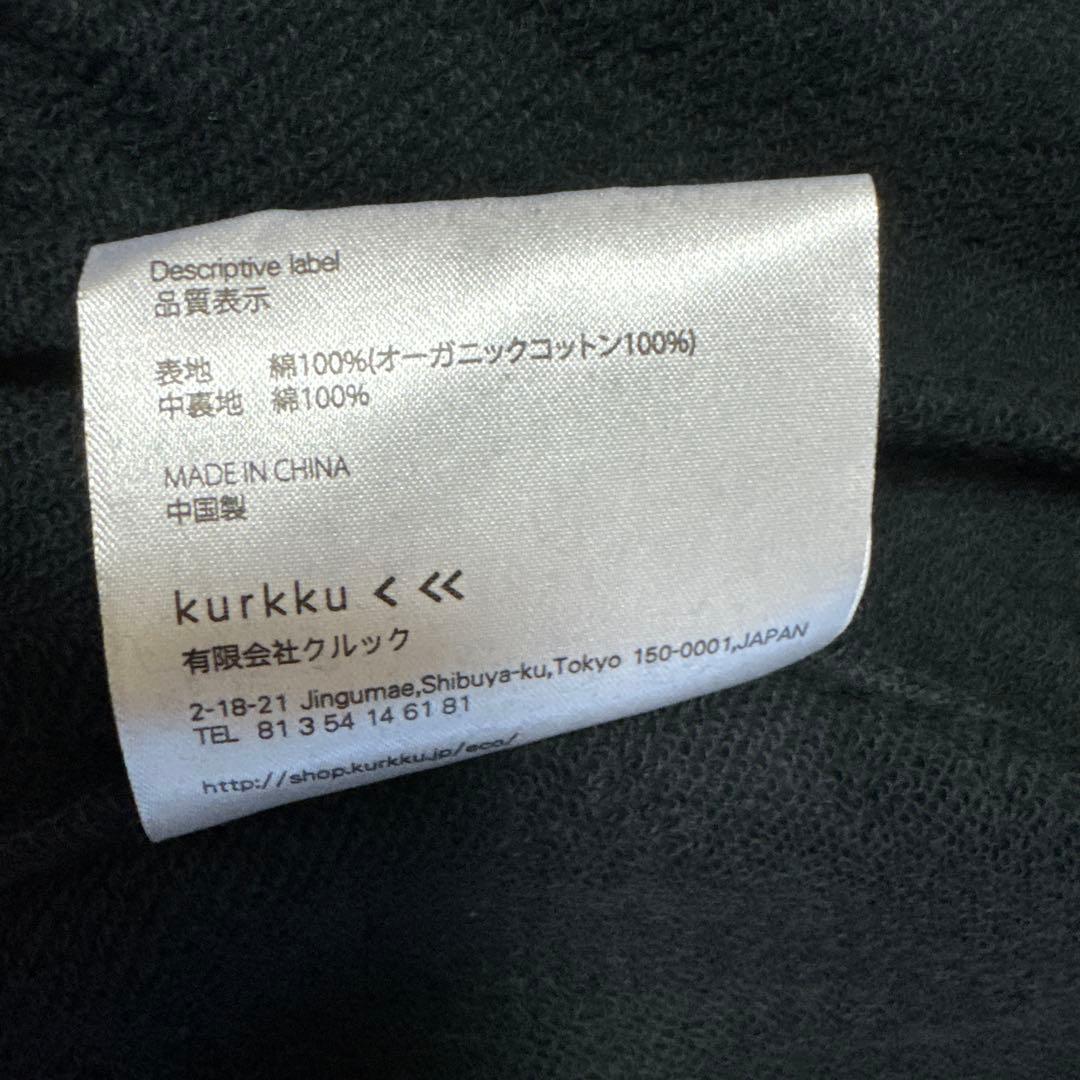 Descriptive label
品質表示
表地 綿100%(オーガニックコットン100%)
中裏地 綿100%
MADE IN CHINA
中国製
kurkku
有限会社クルック
2-18-21 Jingumae,Shibuya-ku,Tokyo 150-0001,JAPAN
TEL 81 3 54 14 61 81
http://shop.kurkku.jp/eco/